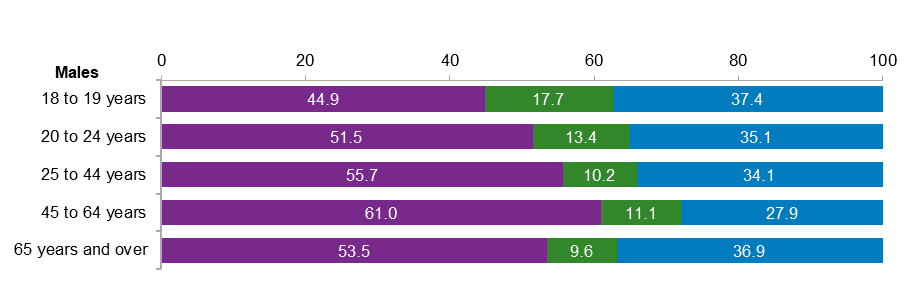 0 20 40 60 80 100
Males
18 to 19 years 44.9 17.7 37.4
20 to 24 years 51.5 13.4 35.1
25 to 44 years 55.7 10.2 34.1
45 to 64 years 61.0 11.1 27.9
65 years and over 53.5 9.6 36.9